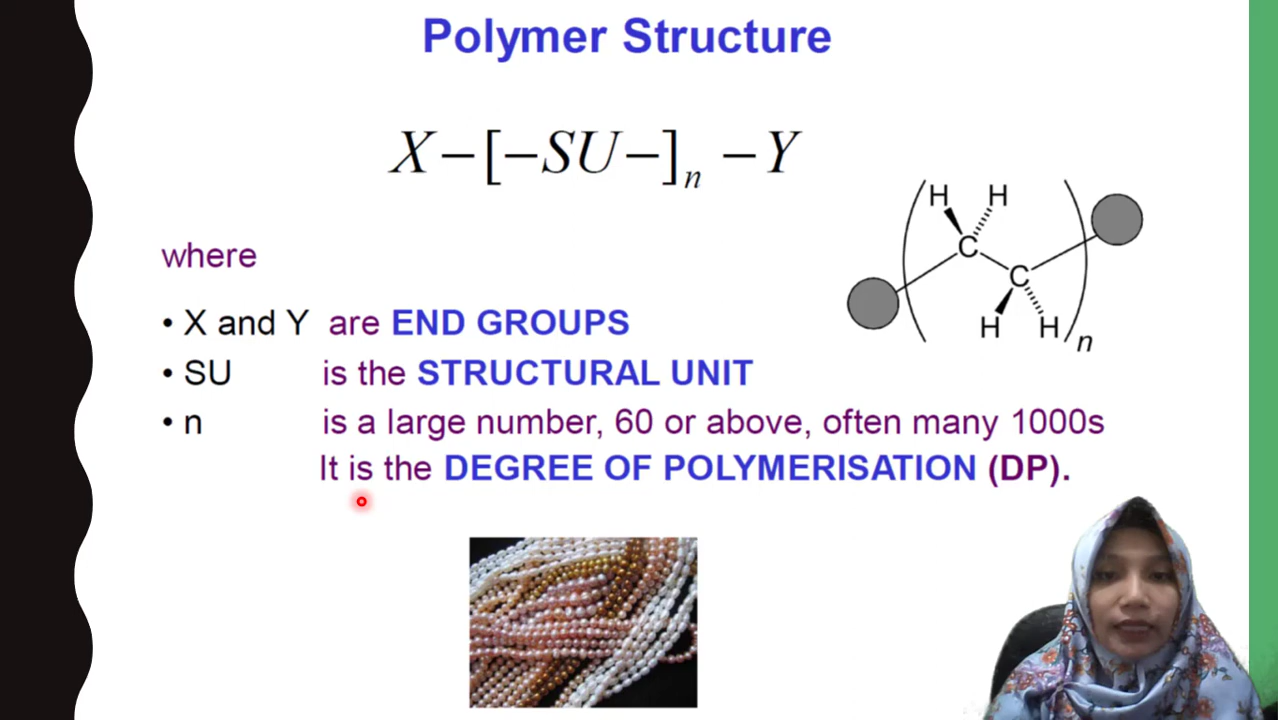 Polymer Structure
X–[–SU–]n –Y
where
• X and Y are END GROUPS
• SU is the STRUCTURAL UNIT
• n is a large number, 60 or above, often many 1000s
It is the DEGREE OF POLYMERISATION (DP).
H H
C
C
H H
n